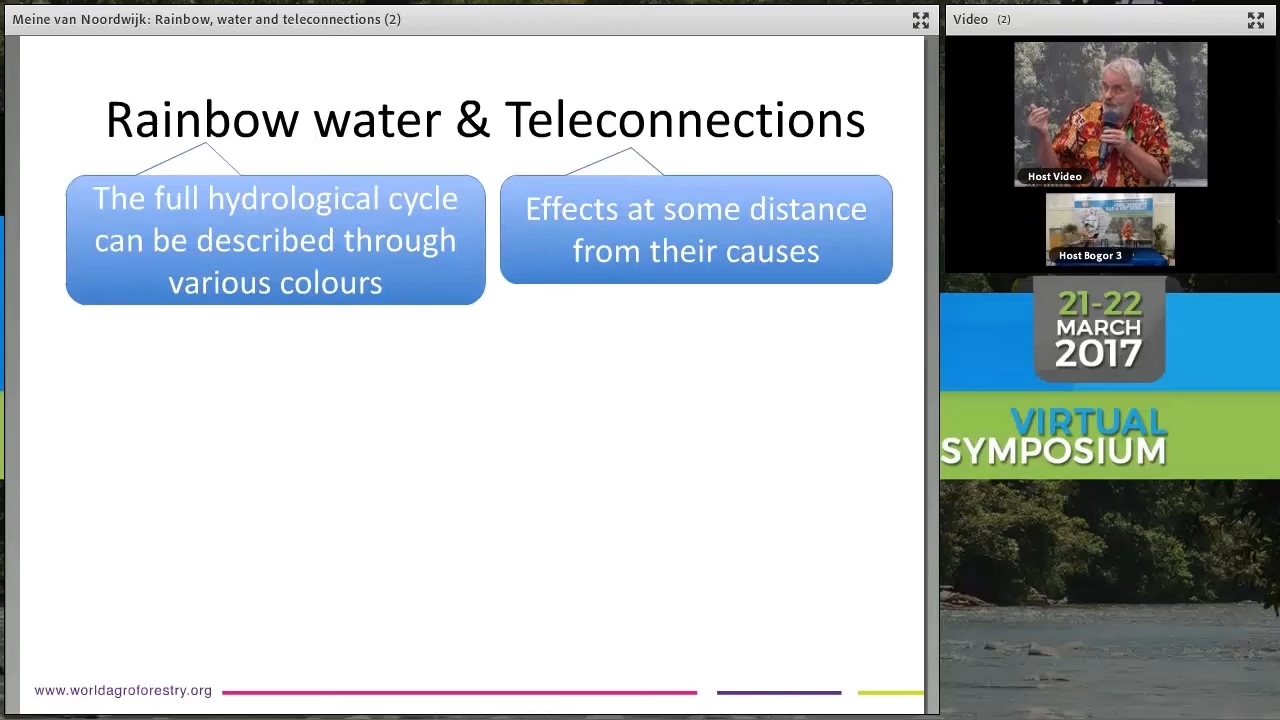 Meine van Noordwijk: Rainbow, water and teleconnections (2)
Rainbow water & Teleconnections
The full hydrological cycle
can be described through
various colours
Effects at some distance
from their causes
www.worldagroforestry.org
Video (2)
Host Video
Host Bogor 3
21-22
MARCH
2017
VIRTUAL
SYMPOSIUM